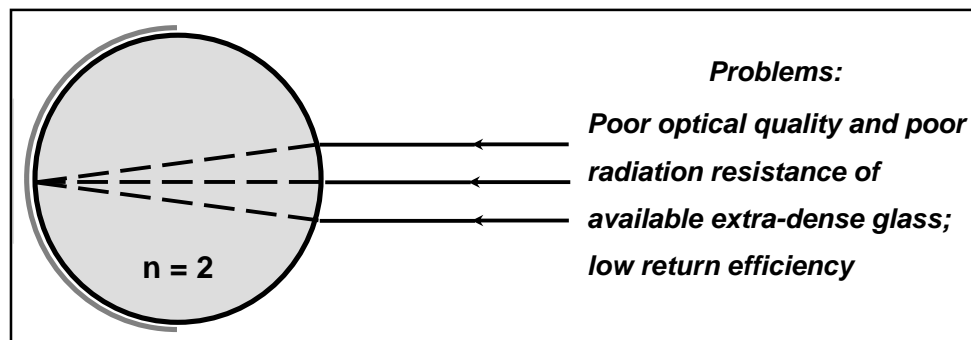 Problems:
Poor optical quality and poor
radiation resistance of
available extra-dense glass;
low return efficiency
n = 2